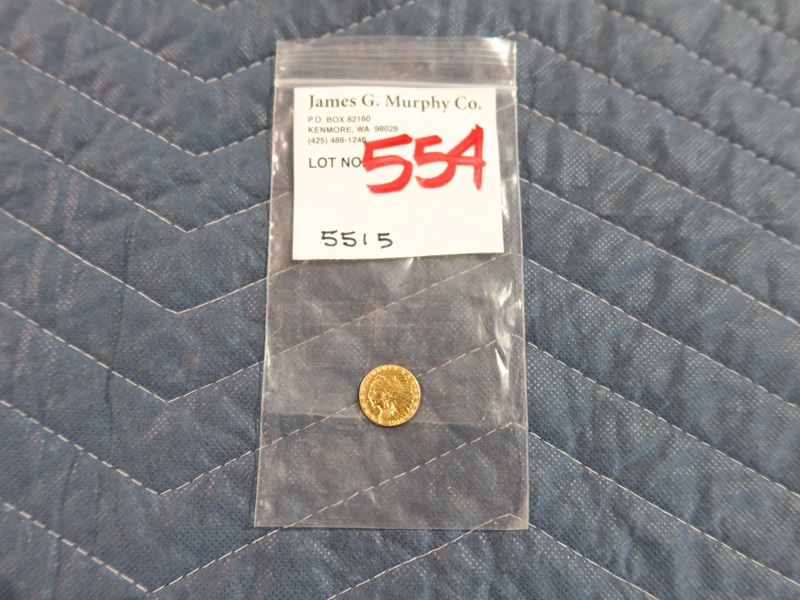 James G. Murphy Co.
P.O. BOX 82160
KENMORE, WA 98028
(425) 486-1246
LOT NO 554
5515